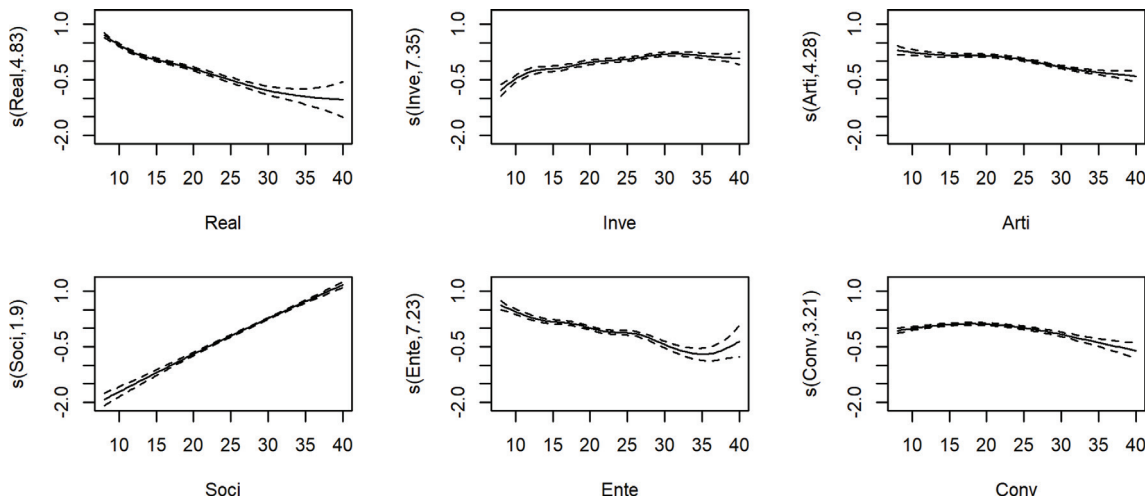 s(Real,4.83)
1.0
-0.5
-2.0
10 15 20 25 30 35 40
Real
s(Inve,7.35)
1.0
-0.5
-2.0
10 15 20 25 30 35 40
Inve
s(Arti,4.28)
1.0
-0.5
-2.0
10 15 20 25 30 35 40
Arti
s(Soci,1.9)
1.0
-0.5
-2.0
10 15 20 25 30 35 40
Soci
s(Ente,7.23)
1.0
-0.5
-2.0
10 15 20 25 30 35 40
Ente
s(Conv,3.21)
1.0
-0.5
-2.0
10 15 20 25 30 35 40
Conv